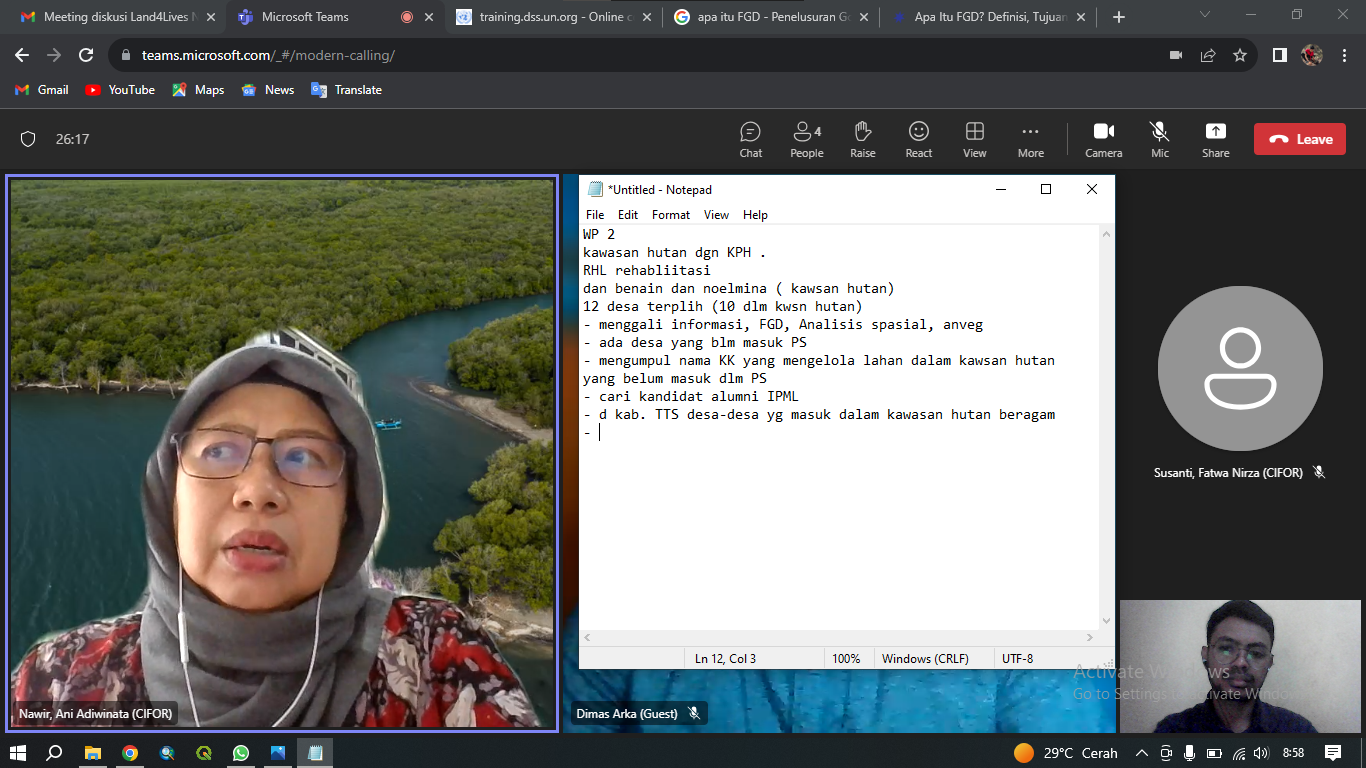 Meeting diskusi Land4Lives N
Microsoft Teams
training.dss.un.org - Online c
apa itu FGD - Penelusuran Go
Apa Itu FGD? Definisi, Tujuan
teams.microsoft.com/_#/modern-calling/
Gmail
YouTube
Maps
News
Translate
26:17
Chat
People
4
Raise
React
View
More
Camera
Mic
Share
Leave
*Untitled - Notepad
File Edit Format View Help
WP 2
kawasan hutan dgn KPH .
RHL rehabliitasi
dan benain dan noelmina ( kawsan hutan)
12 desa terplih (10 dlm kwsn hutan)
- menggali informasi, FGD, Analisis spasial, anveg
- ada desa yang blm masuk PS
- mengumpul nama KK yang mengelola lahan dalam kawsan hutan
yang belum masuk dlm PS
- cari kandidat alumni IPML
- d kab. TTS desa-desa yg masuk dalam kawasan hutan beragam
-
Ln 12, Col 3
100%
Windows (CRLF)
UTF-8
Susanti, Fatwa Nirza (CIFOR)
Activate Windows
Go to Settings to activate Windows.
Nawir, Ani Adiwinata (CIFOR)
Dimas Arka (Guest)
29°C Cerah
8:58